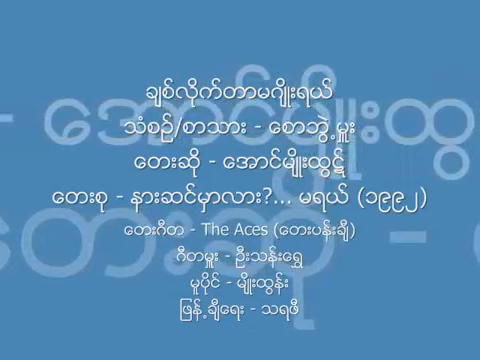 ချစ်လိုက်တာမဂျိုးရယ်
သံစဉ်/စာသား - စောဘွဲ့မှူး
တေးဆို - အောင်မျိုးထွဋ်
တေးစု - နားဆင်မှာလား?... မရယ် (၁၉၉၂)
တေးဂီတ - The Aces (တေးပန်းချီ)
ဂီတမှူး - ဦးသန်းရွှေ
မူပိုင် - မျိုးထွန်း
ဖြန့်ချီရေး - သရဖီ